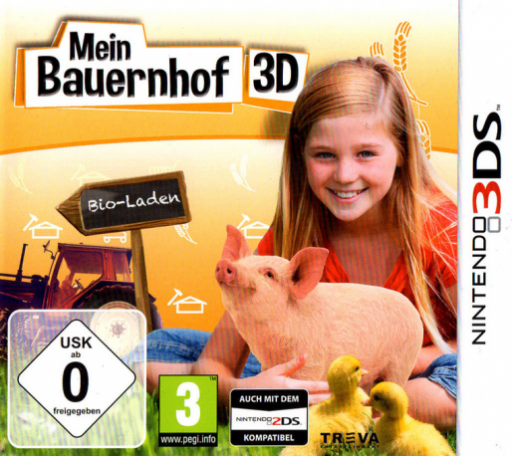 Mein
Bauernhof 3D
Bio-Laden
USK
ab
0
freigegeben
3
www.pegi.info
AUCH MIT DEM
NINTENDO 2DS
KOMPATIBEL
TREVA
NINTENDO 3DS